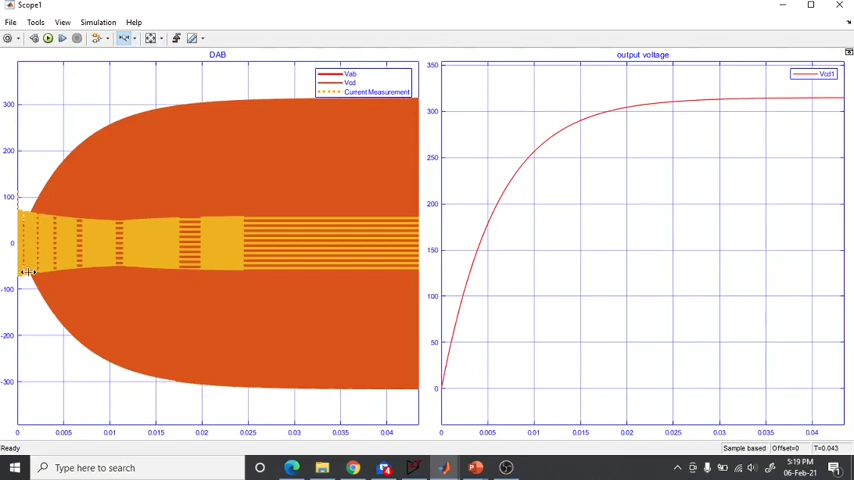 Scope1
File Tools View Simulation Help
DAB
Vab
Vcd
Current Measurement
300
200
100
0
-100
-200
-300
0 0.005 0.01 0.015 0.02 0.025 0.03 0.035 0.04
output voltage
Vcd1
350
300
250
200
150
100
50
0
0 0.005 0.01 0.015 0.02 0.025 0.03 0.035 0.04
Ready
Sample based Offset=0 T=0.043
Type here to search
4
5:19 PM
06-Feb-21
1